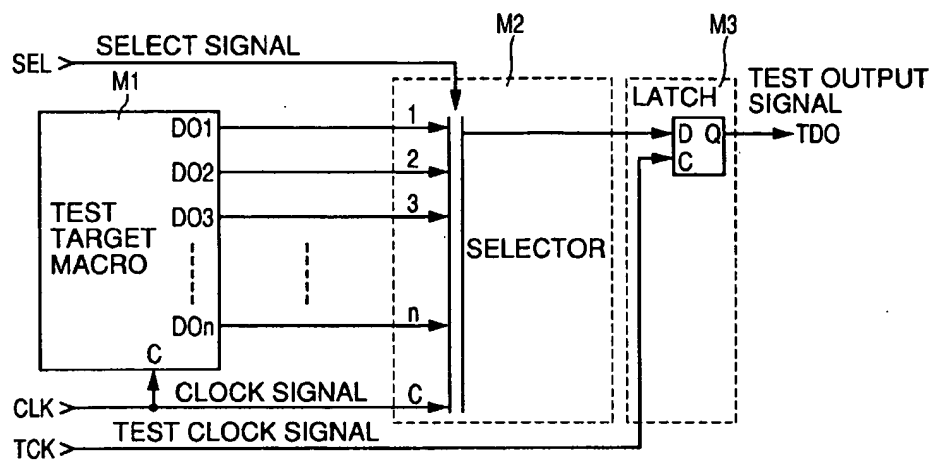 M2
M3
SEL
SELECT SIGNAL
M1
LATCH
TEST OUTPUT
SIGNAL
DO1
1
D Q
TDO
C
DO2
2
DO3
3
TEST
TARGET
MACRO
SELECTOR
DOn
n
C
CLK
CLOCK SIGNAL
C
TCK
TEST CLOCK SIGNAL